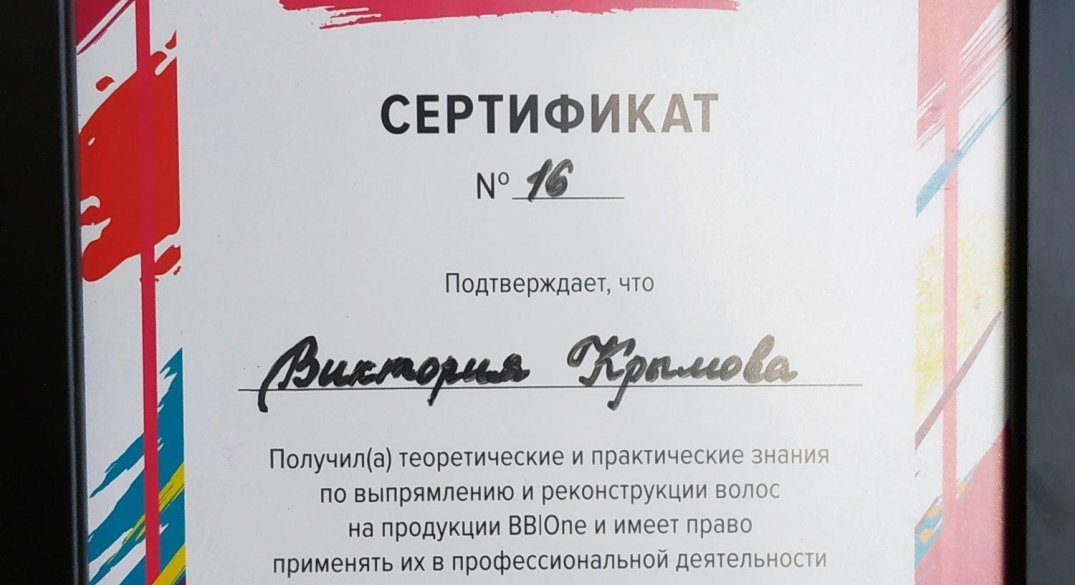 СЕРТИФИКАТ
№ 16
Подтверждает, что
Виктория Крымова
Получил(а) теоретические и практические знания
по выпрямлению и реконструкции волос
на продукции BB|One и имеет право
применять их в профессиональной деятельности